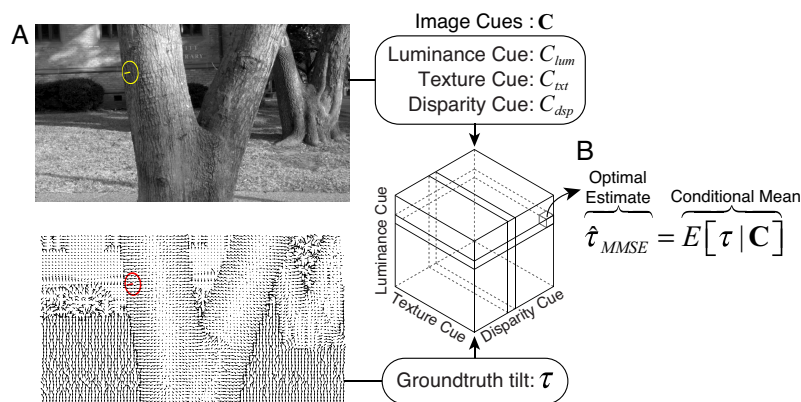 A
Image Cues : C
Luminance Cue: C_lum
Texture Cue: C_txt
Disparity Cue: C_dsp
LIBRARY
B
Optimal
Estimate
Conditional Mean
τ̂_MMSE = E[τ | C]
Luminance Cue
Texture Cue
Disparity Cue
Groundtruth tilt: τ